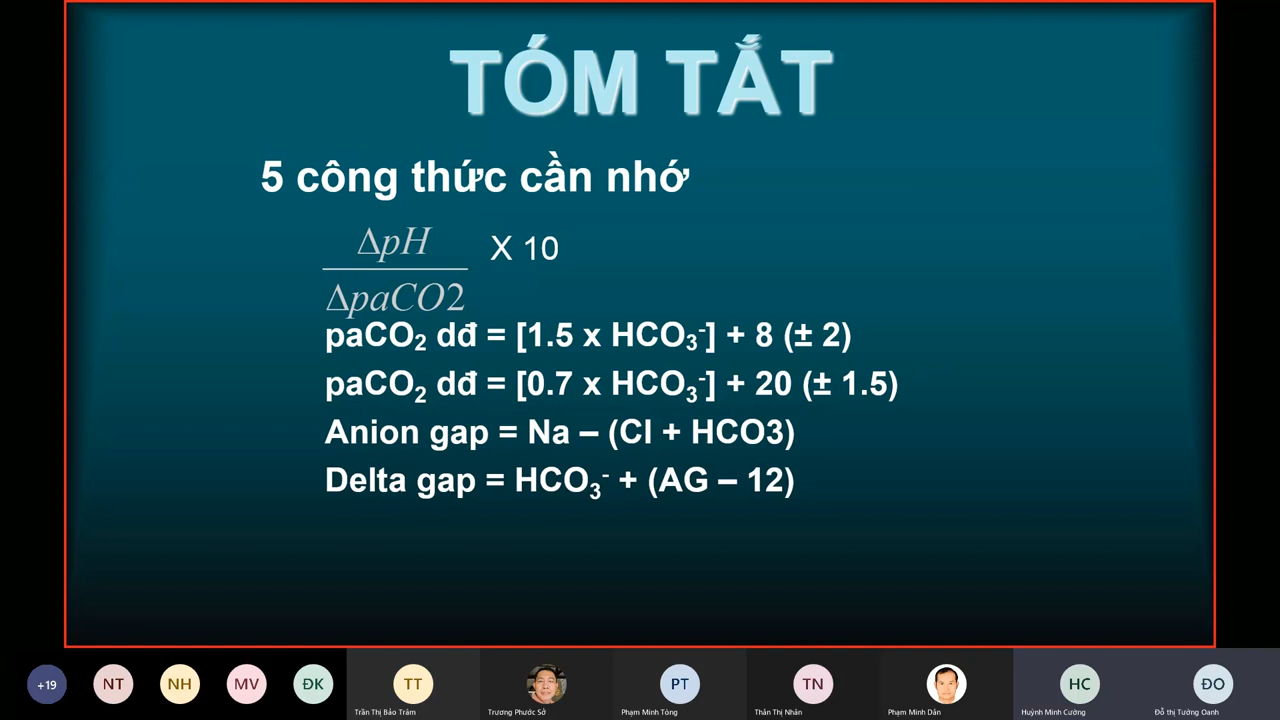 TÓM TẮT
5 công thức cần nhớ
ΔpH
X 10
ΔpaCO2
paCO₂ dđ = [1.5 x HCO₃⁻] + 8 (± 2)
paCO₂ dđ = [0.7 x HCO₃⁻] + 20 (± 1.5)
Anion gap = Na – (Cl + HCO3)
Delta gap = HCO₃⁻ + (AG – 12)
+19 NT NH MV ĐK TT PT TN HC ĐO
Trần Thị Bảo Trâm Trương Phước Sở Phạm Minh Tòng Thân Thị Nhân Phạm Minh Dân Huỳnh Minh Cường Đỗ thị Tường Oanh